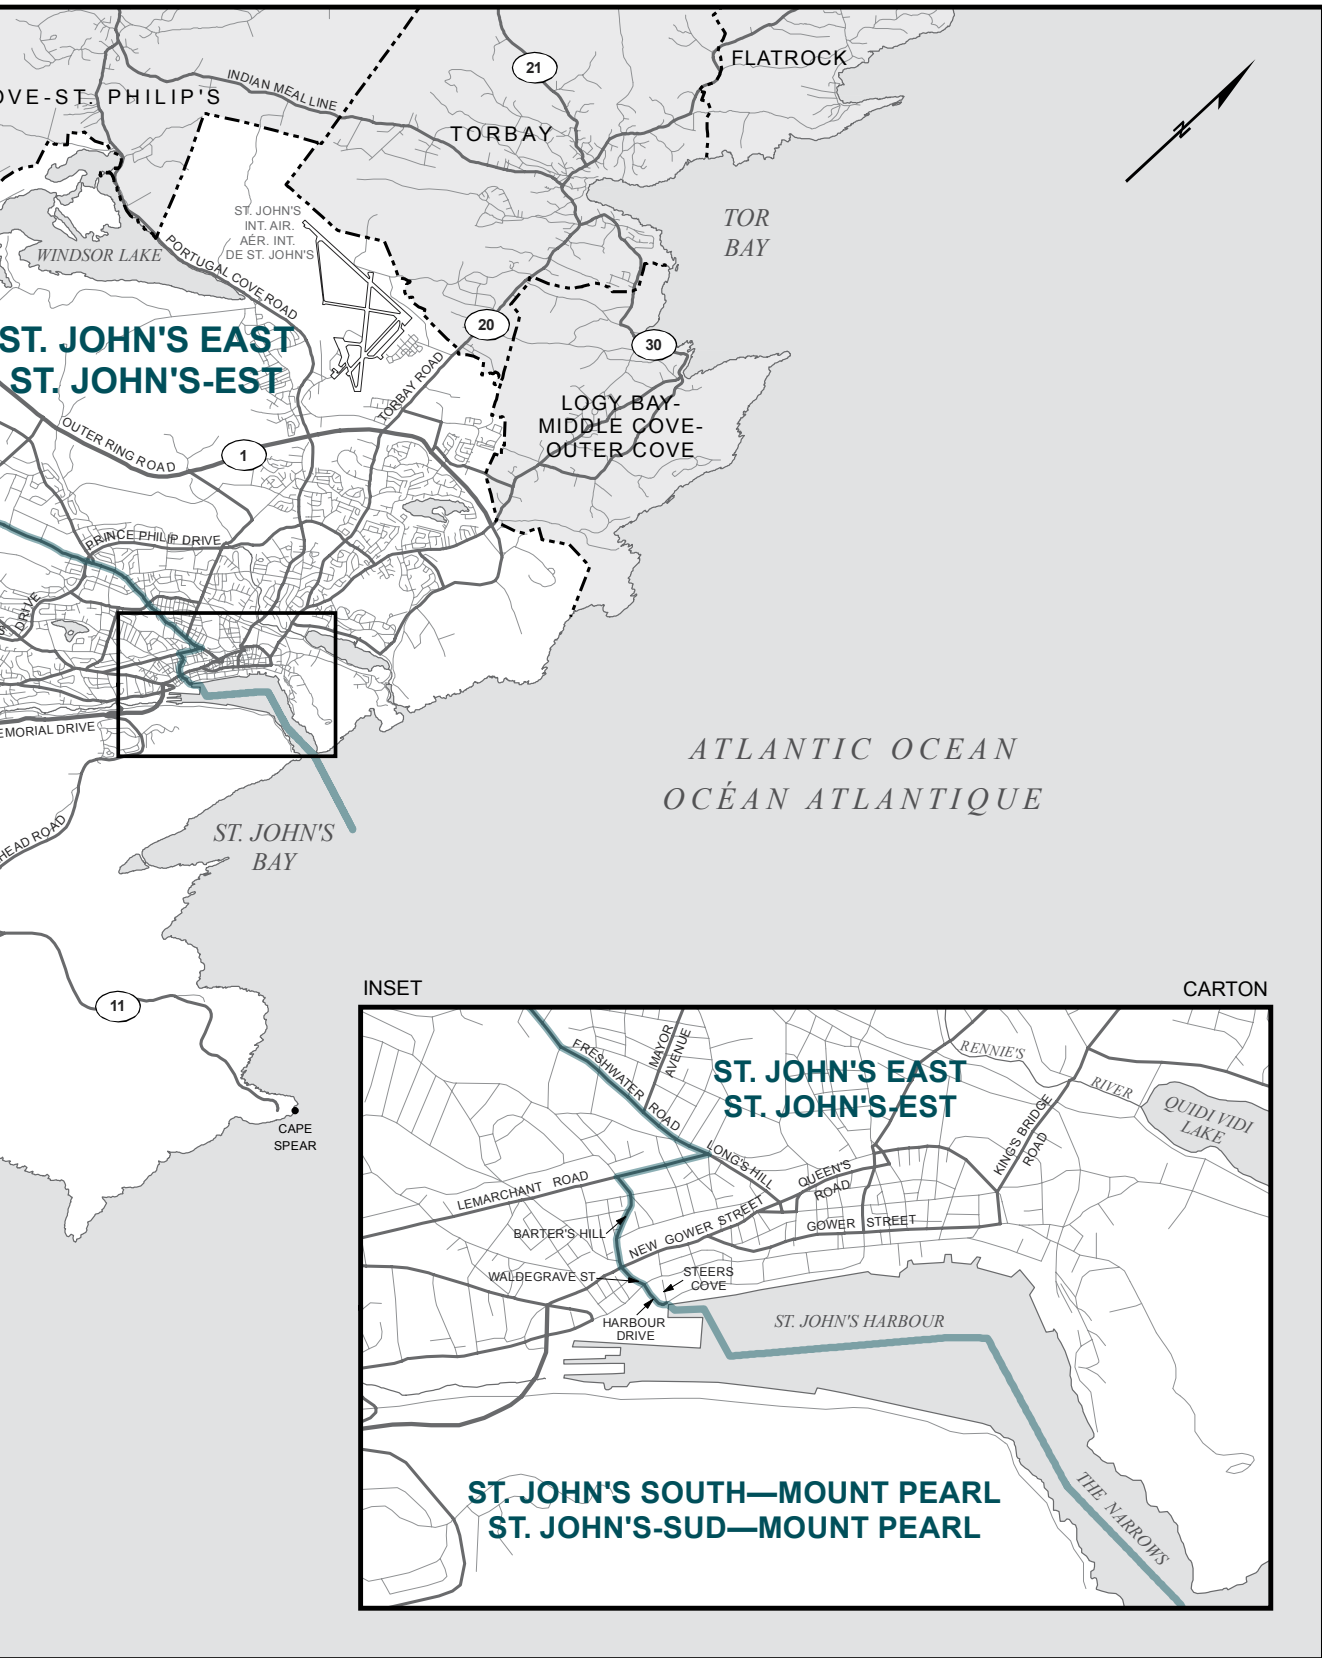 FLATROCK
21
INDIAN MEAL LINE
OVE-ST. PHILIP'S
TORBAY
N
ST. JOHN'S
INT. AIR.
AÉR. INT.
DE ST. JOHN'S
TOR
BAY
WINDSOR LAKE
PORTUGAL COVE ROAD
20
30
ST. JOHN'S EAST
ST. JOHN'S-EST
TORBAY ROAD
LOGY BAY-
MIDDLE COVE-
OUTER COVE
OUTER RING ROAD
1
PRINCE PHILIP DRIVE
DRIVE
EMORIAL DRIVE
ATLANTIC OCEAN
OCÉAN ATLANTIQUE
HEAD ROAD
ST. JOHN'S
BAY
11
CAPE
SPEAR
INSET
CARTON
FRESHWATER ROAD
MAYOR
AVENUE
RENNIE'S
RIVER
ST. JOHN'S EAST
ST. JOHN'S-EST
QUIDI VIDI
LAKE
KING'S BRIDGE
ROAD
LONG'S HILL
QUEEN'S
ROAD
LEMARCHANT ROAD
BARTER'S HILL
NEW GOWER STREET
GOWER STREET
WALDEGRAVE ST
STEERS
COVE
HARBOUR
DRIVE
ST. JOHN'S HARBOUR
THE NARROWS
ST. JOHN'S SOUTH—MOUNT PEARL
ST. JOHN'S-SUD—MOUNT PEARL